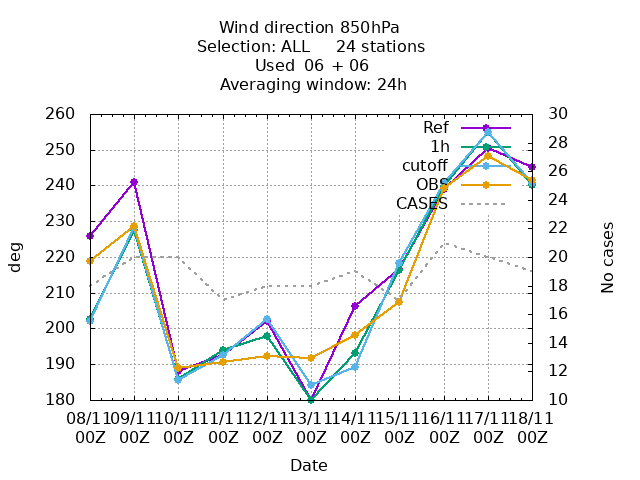 Wind direction 850hPa
Selection: ALL 24 stations
Used 06 + 06
Averaging window: 24h
260 30
250 28
240 26
230 24
220 22
210 20
200 18
190 16
180 14
12
10
Ref
1h
cutoff
OBS
CASES
deg
No cases
08/11 09/11 10/11 11/11 12/11 13/11 14/11 15/11 16/11 17/11 18/11
00Z 00Z 00Z 00Z 00Z 00Z 00Z 00Z 00Z 00Z 00Z
Date